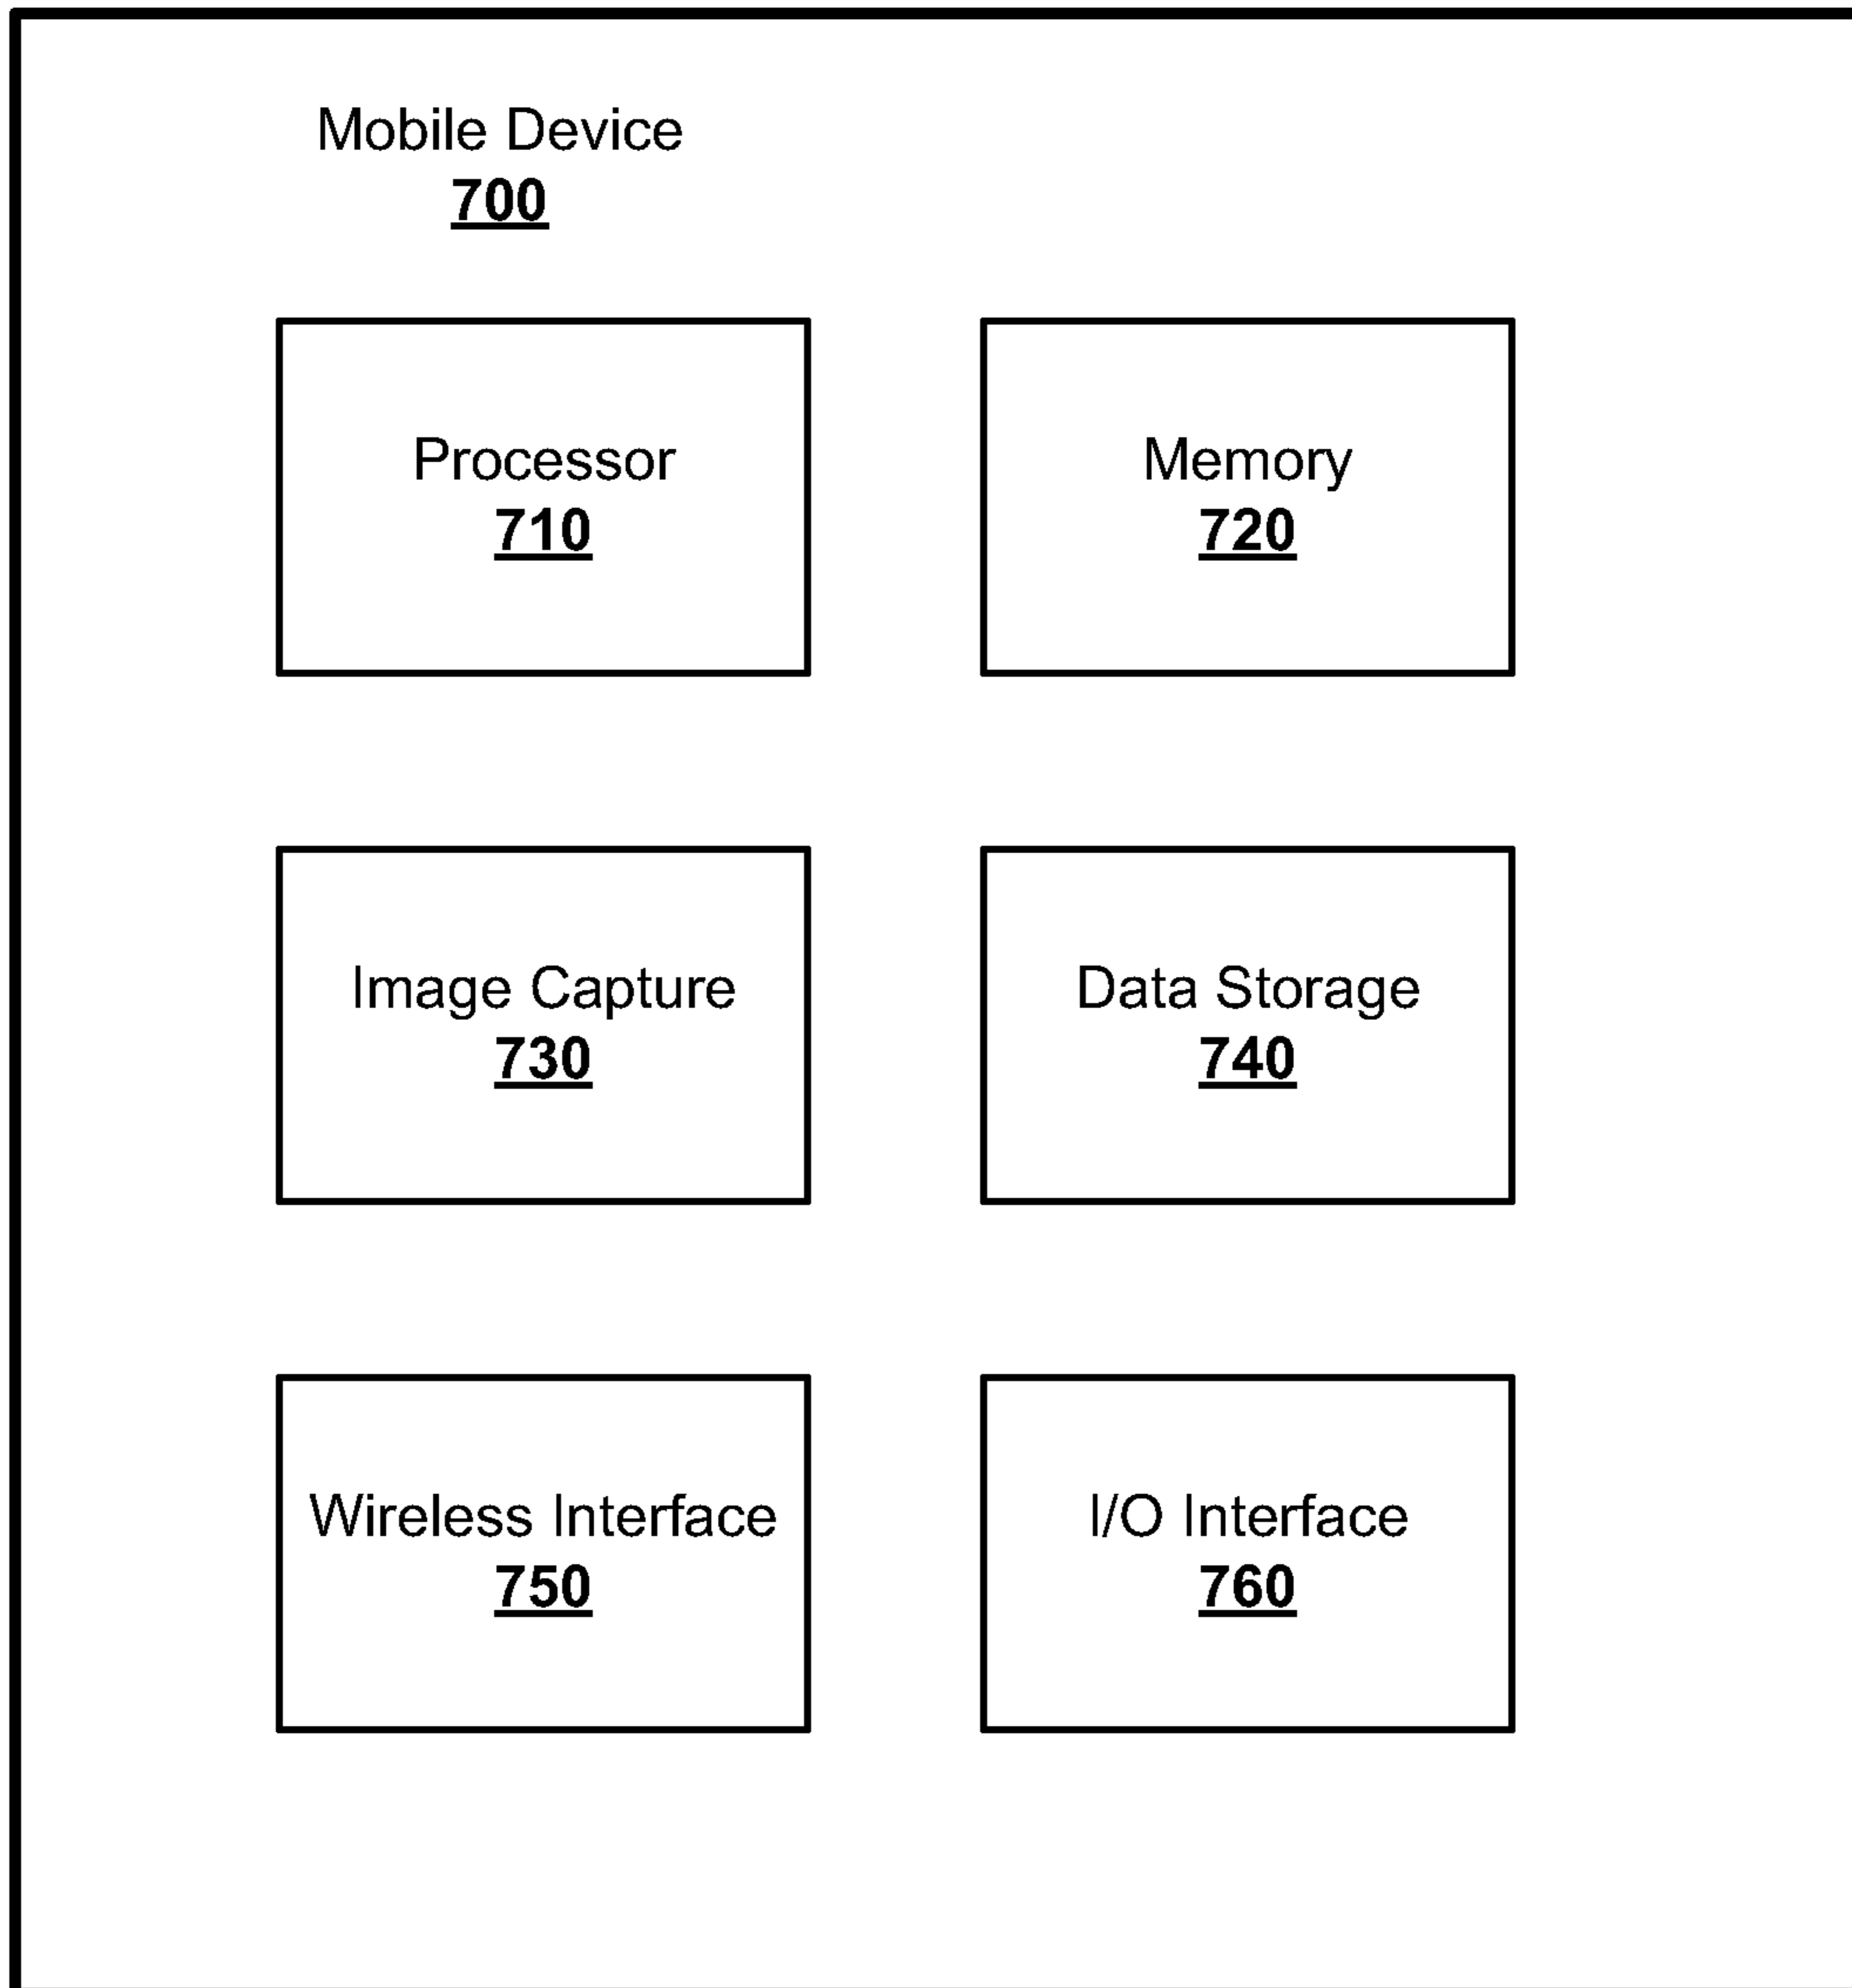 Mobile Device
700
Processor
710
Memory
720
Image Capture
730
Data Storage
740
Wireless Interface
750
I/O Interface
760